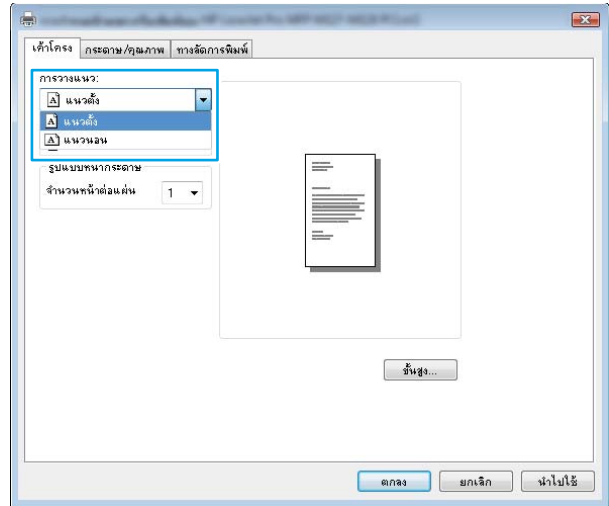 เค้าโครง กระดาษ/คุณภาพ ทางลัดการพิมพ์
การวางแนว:
แนวตั้ง
แนวตั้ง
แนวนอน
รูปแบบหน้ากระดาษ
จำนวนหน้าต่อแผ่น 1
ขั้นสูง...
ตกลง ยกเลิก นำไปใช้